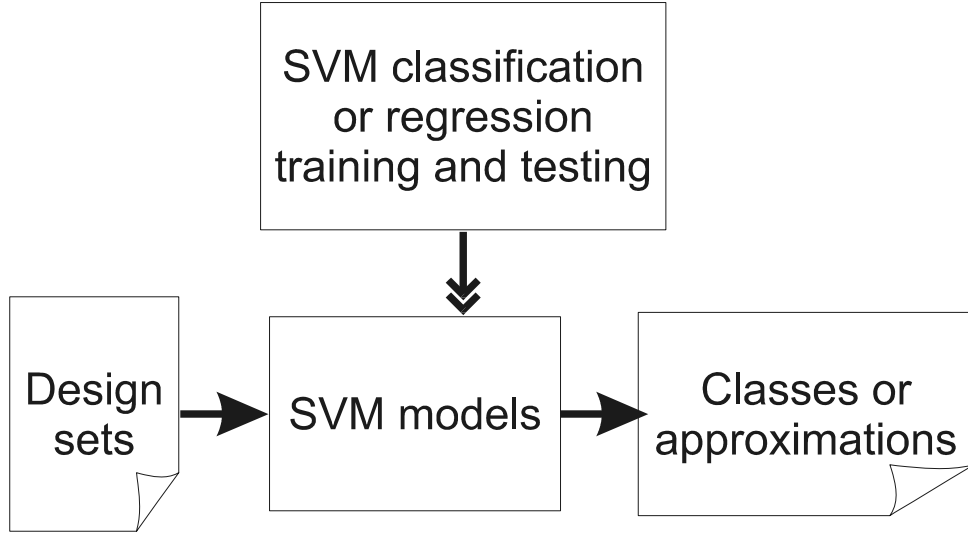 SVM classification
or regression
training and testing
Design
sets
SVM models
Classes or
approximations